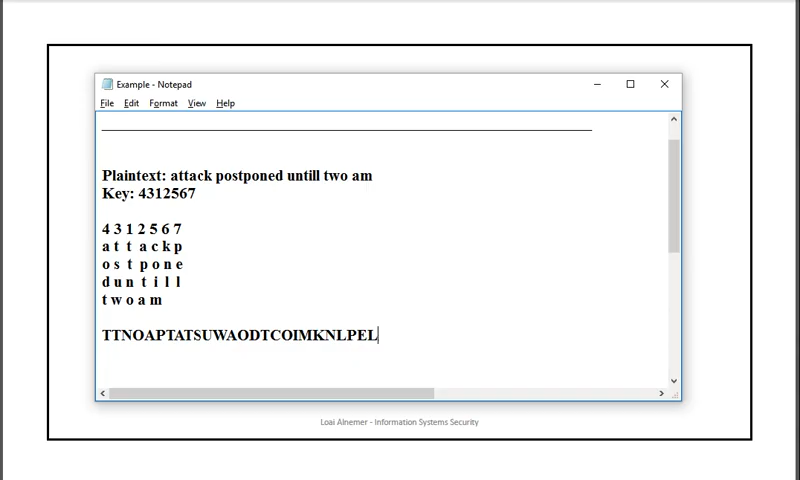 Example - Notepad
File Edit Format View Help
Plaintext: attack postponed untill two am
Key: 4312567
4 3 1 2 5 6 7
a t t a c k p
o s t p o n e
d u n t i l l
t w o a m
TTNOAPTATSUWAODTCOIMKNLPEL
Loai Alnemer - Information Systems Security